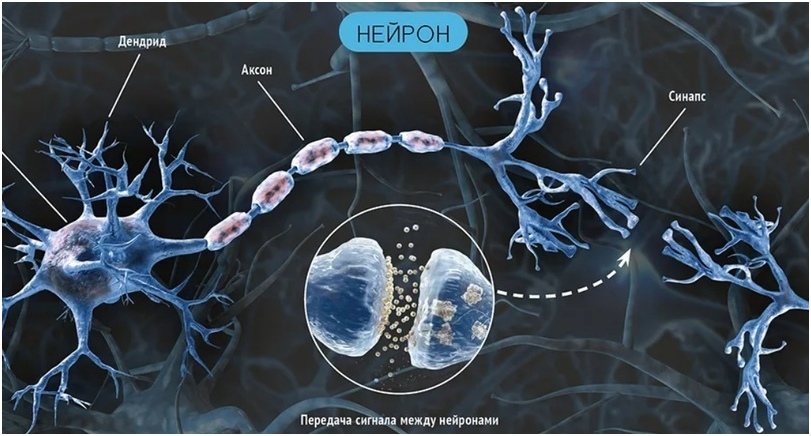 НЕЙРОН
Дендрид
Аксон
Синапс
Передача сигнала между нейронами